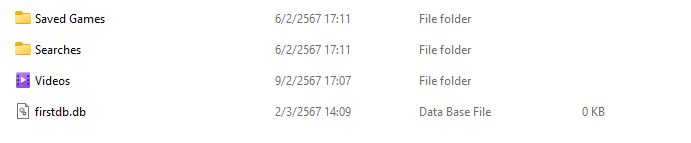 Saved Games 6/2/2567 17:11 File folder
Searches 6/2/2567 17:11 File folder
Videos 9/2/2567 17:07 File folder
firstdb.db 2/3/2567 14:09 Data Base File 0 KB